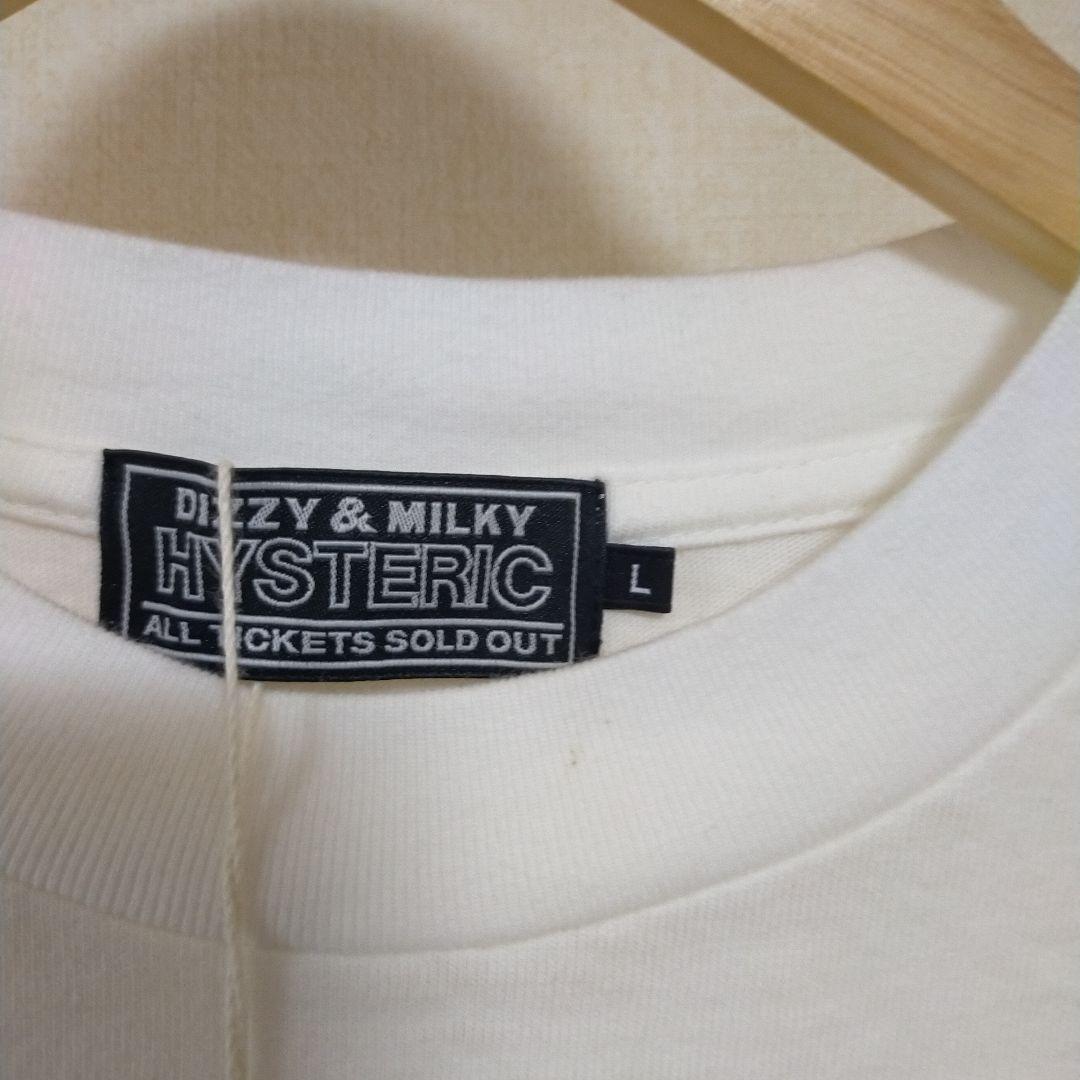 DIZZY & MILKY
HYSTERIC
ALL TICKETS SOLD OUT
L